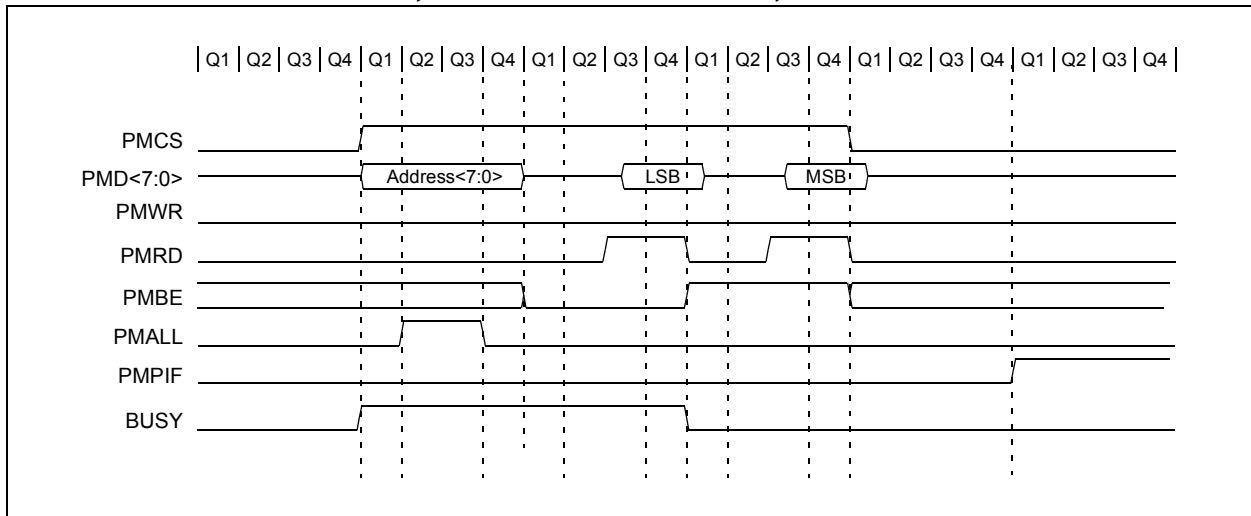 Q1 Q2 Q3 Q4 Q1 Q2 Q3 Q4 Q1 Q2 Q3 Q4 Q1 Q2 Q3 Q4 Q1 Q2 Q3 Q4 Q1 Q2 Q3 Q4
PMCS
PMD<7:0> Address<7:0> LSB MSB
PMWR
PMRD
PMBE
PMALL
PMPIF
BUSY